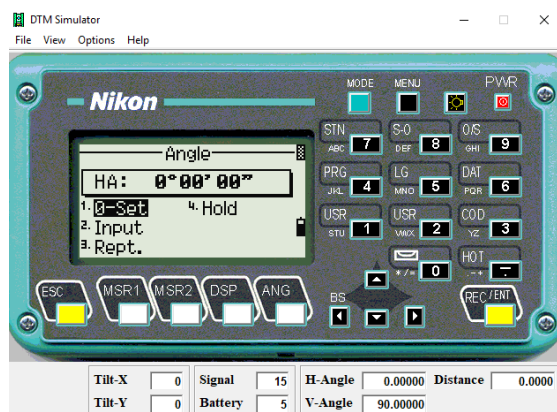 DTM Simulator
File View Options Help
MODE MENU PWR
Nikon
STN ABC 7 S-O DEF 8 O/S GHI 9
Angle
HA: 0°00'00"
1. 0-Set 4. Hold
2. Input
3. Rept.
PRG JKL 4 LG MNO 5 DAT PQR 6
USR STU 1 USR VWX 2 COD YZ 3
*/= 0 HOT -+ .
ESC MSR1 MSR2 DSP ANG BS REC/ENT
Tilt-X 0 Signal 15 H-Angle 0.00000 Distance 0.0000
Tilt-Y 0 Battery 5 V-Angle 90.00000